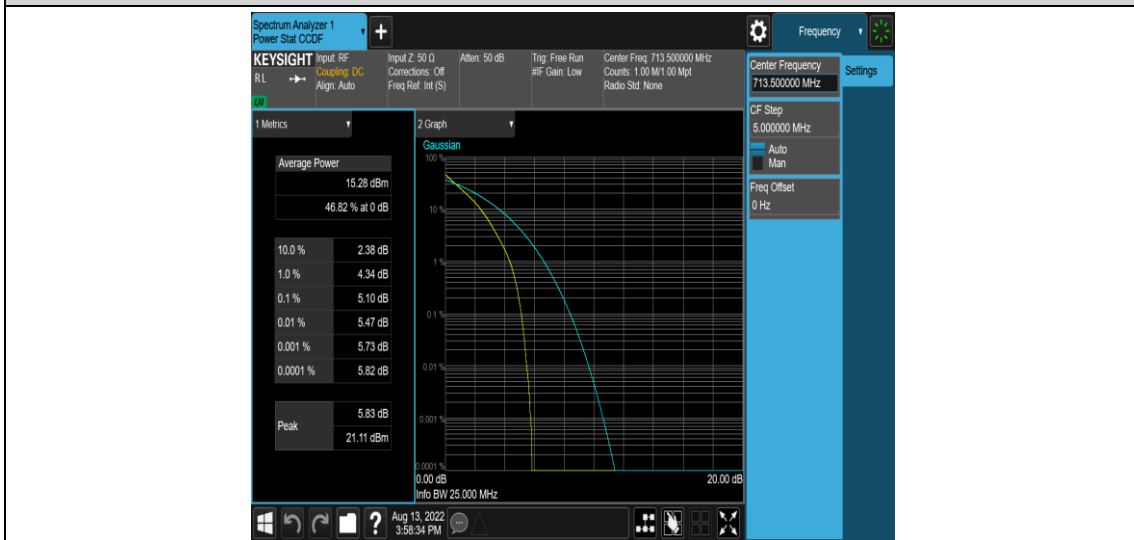 Spectrum Analyzer 1
Power Stat CCDF
+
Frequency
KEYSIGHT
RL
LXI
Input: RF
Coupling: DC
Align: Auto
Input Z: 50 Ω
Corrections: Off
Freq Ref: Int (S)
Atten: 50 dB
Trig: Free Run
#IF Gain: Low
Center Freq: 713.500000 MHz
Counts: 1.00 M/1.00 Mpt
Radio Std: None
Center Frequency
713.500000 MHz
Settings
CF Step
5.000000 MHz
Auto
Man
Freq Offset
0 Hz
1 Metrics
Average Power
15.28 dBm
46.82 % at 0 dB
10.0 % 2.38 dB
1.0 % 4.34 dB
0.1 % 5.10 dB
0.01 % 5.47 dB
0.001 % 5.73 dB
0.0001 % 5.82 dB
Peak
5.83 dB
21.11 dBm
2 Graph
Gaussian
100 %
10 %
1 %
0.1 %
0.01 %
0.001 %
0.0001 %
0.00 dB 20.00 dB
Info BW 25.000 MHz
?
Aug 13, 2022
3:58:34 PM